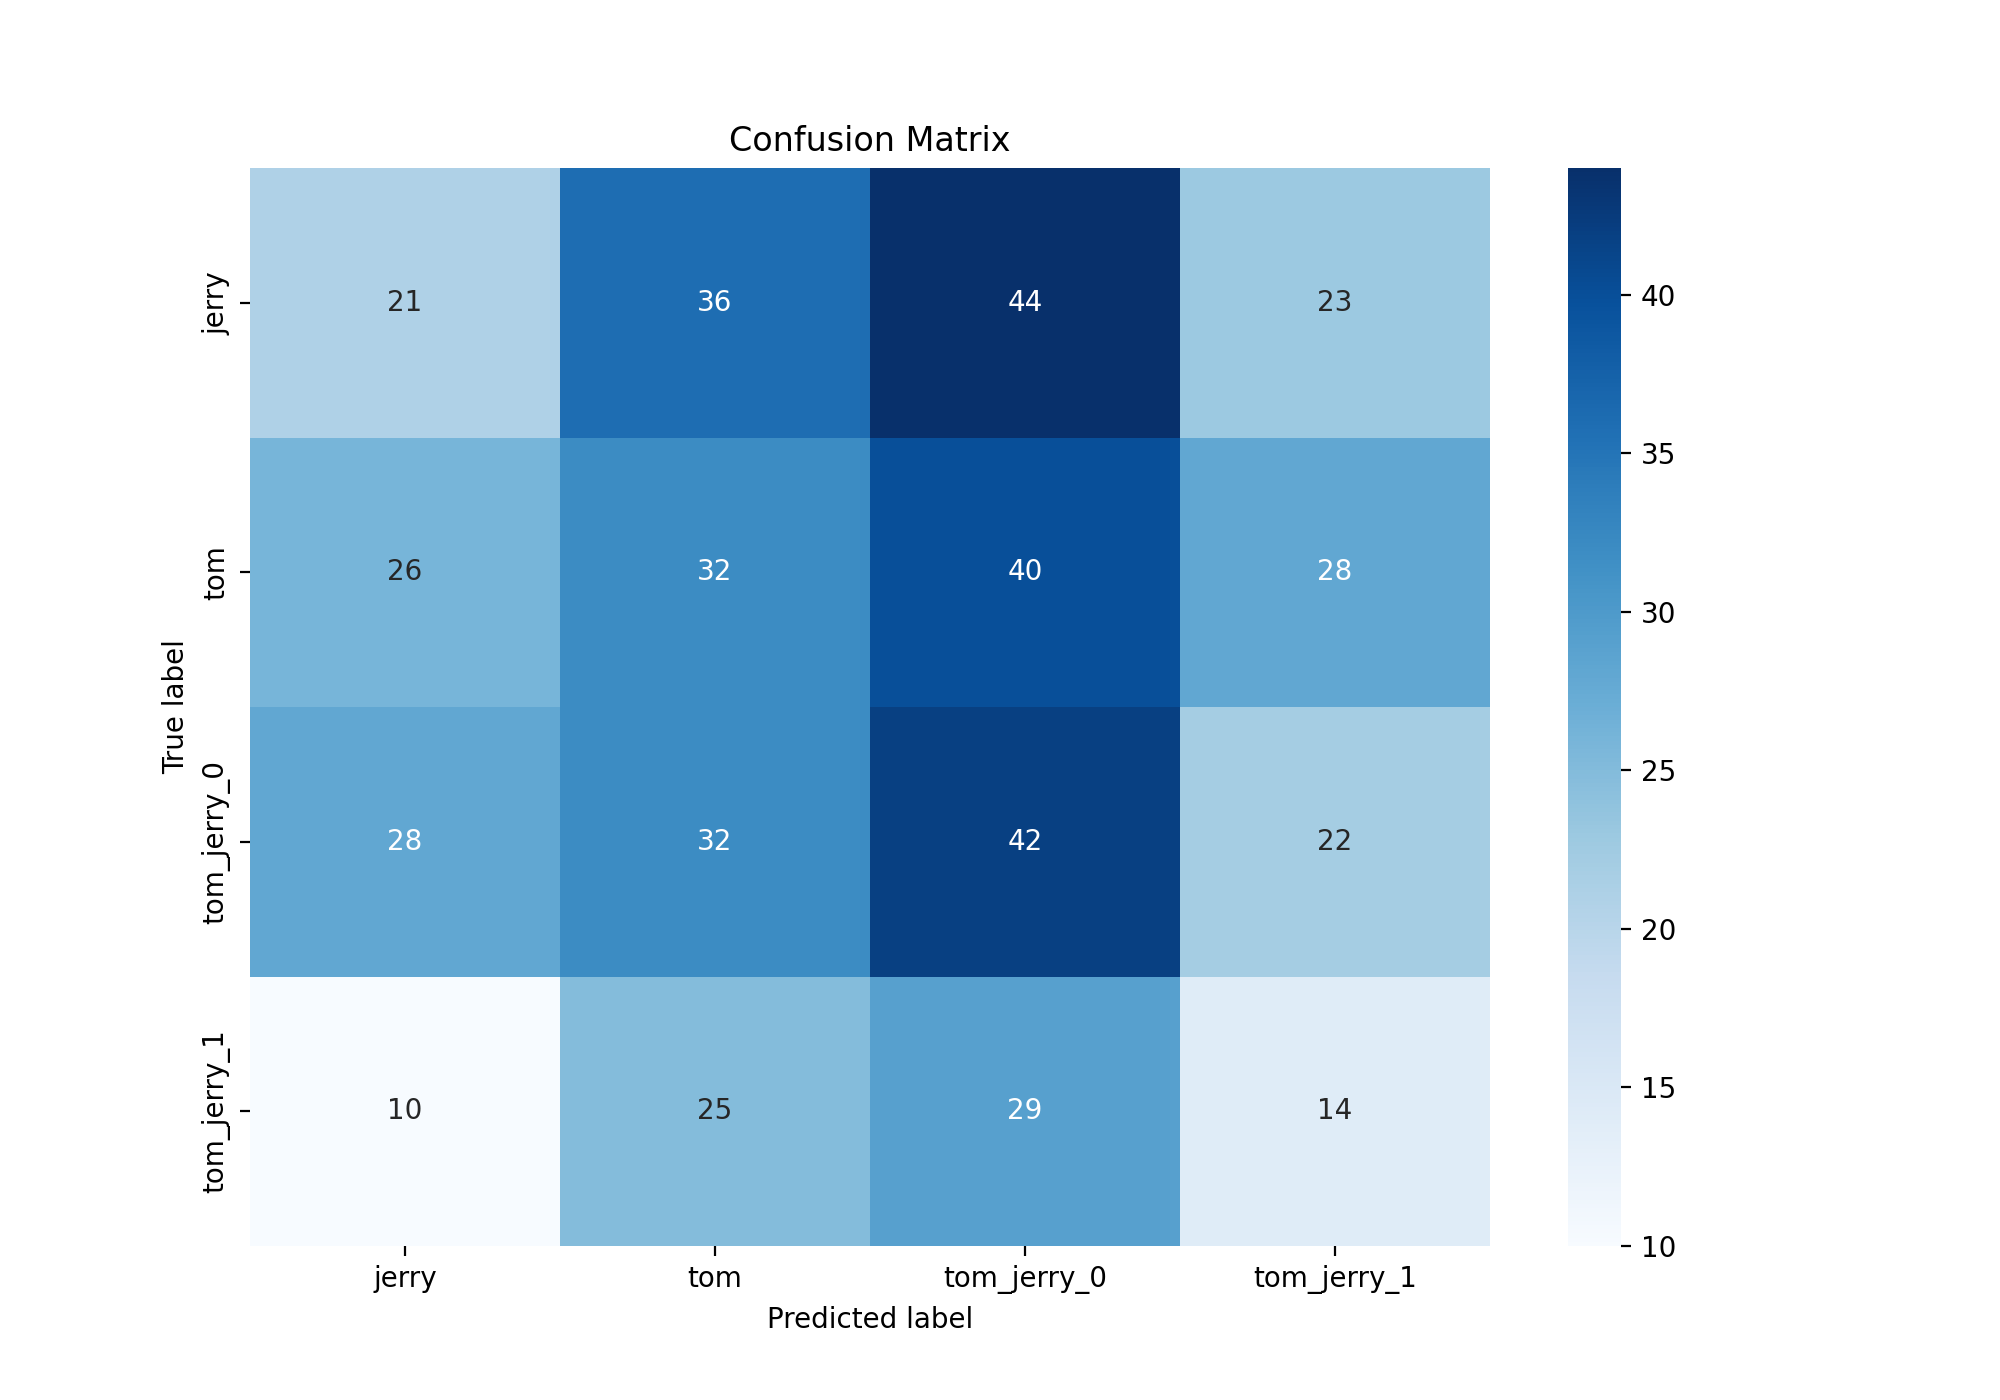 Confusion Matrix
True label
jerry
21 36 44 23
tom
26 32 40 28
tom_jerry_0
28 32 42 22
tom_jerry_1
10 25 29 14
jerry tom tom_jerry_0 tom_jerry_1
Predicted label
40
35
30
25
20
15
10